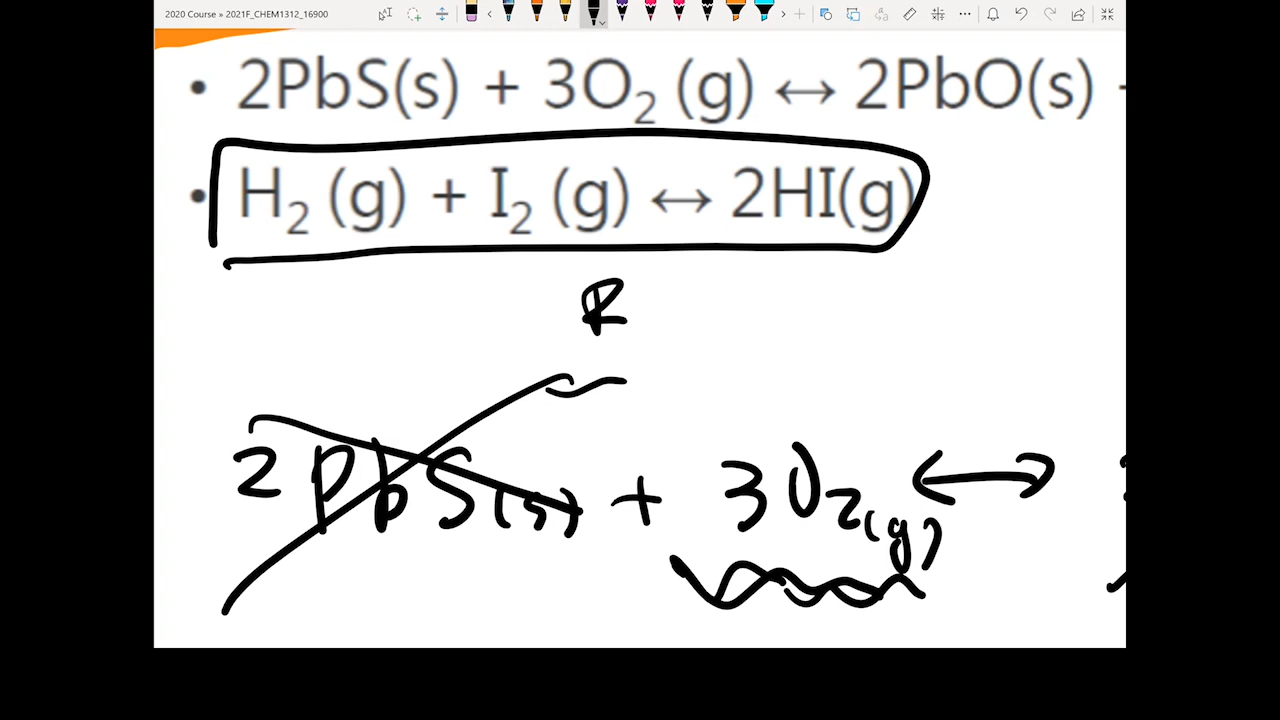 2020 Course » 2021F_CHEM1312_16900
• 2PbS(s) + 3O₂ (g) ↔ 2PbO(s) +
• H₂ (g) + I₂ (g) ↔ 2HI(g)
R
2PbS(s) + 3O₂(g) ↔